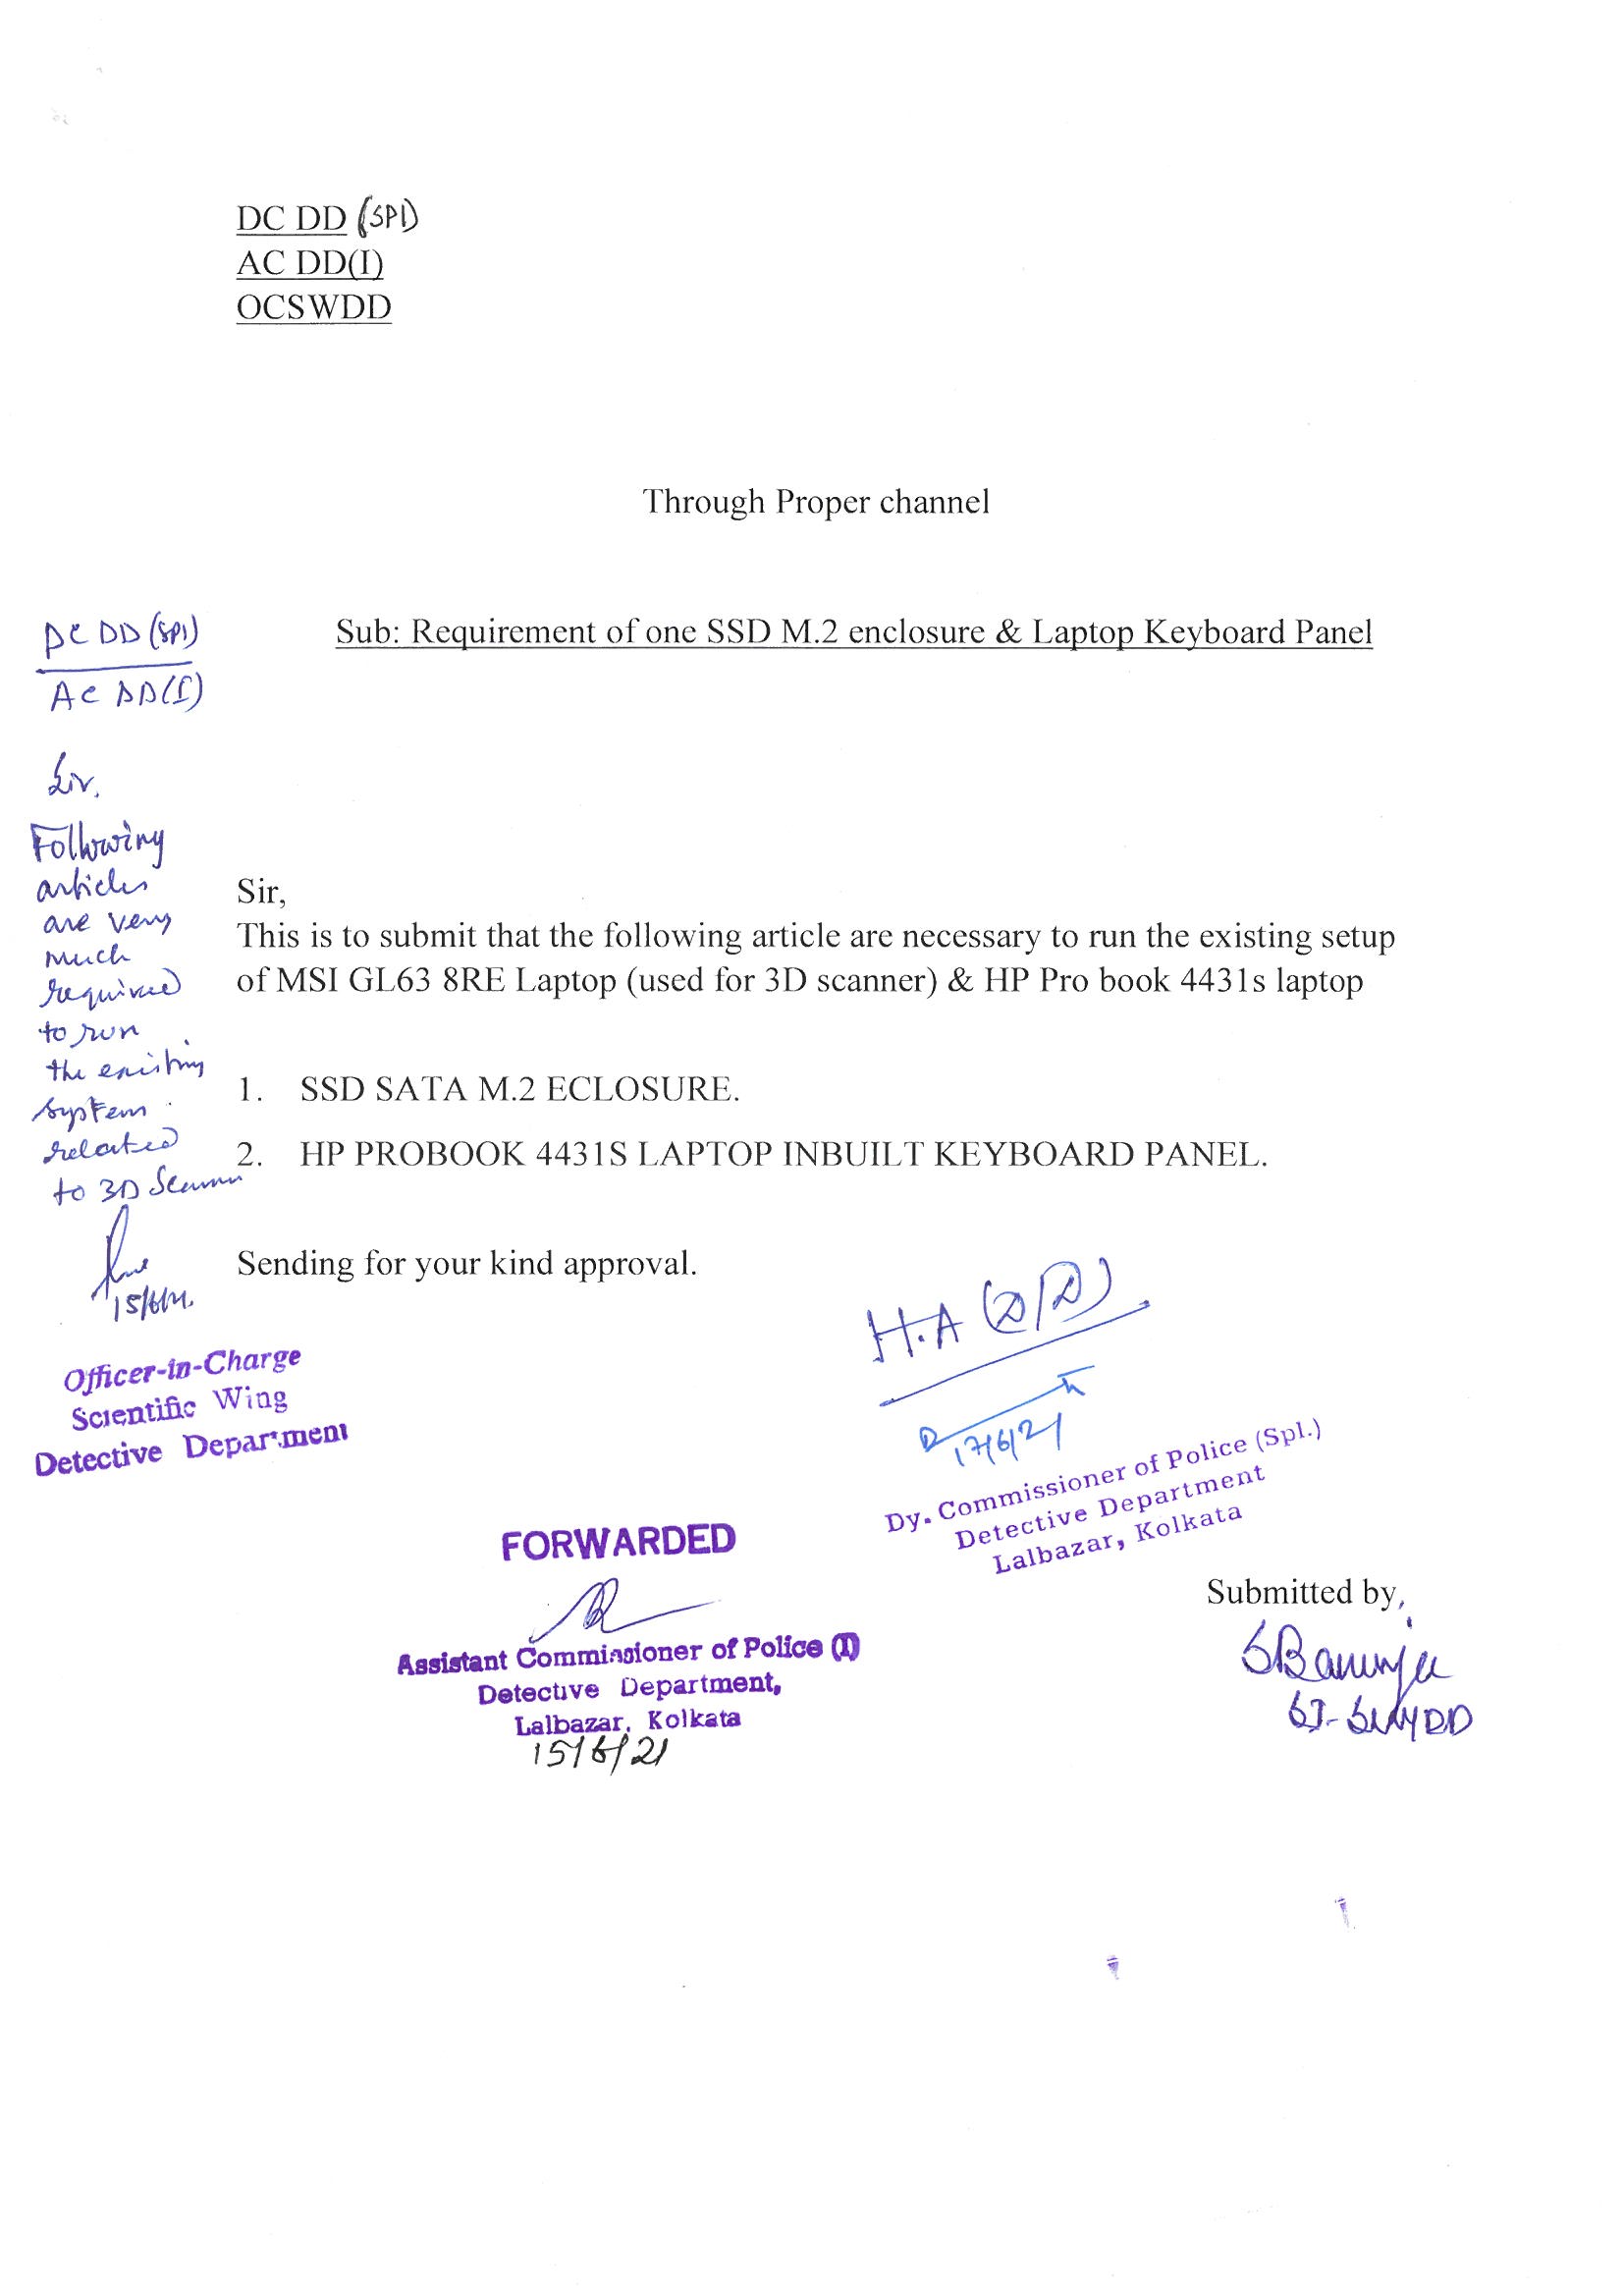 DC DD (SPl)
AC DD(I)
OCSWDD
Through Proper channel
Sub: Requirement of one SSD M.2 enclosure & Laptop Keyboard Panel
DC DD (SPl)
AC DD(I)
Sir,
Following
articles
are very
much
required
to run
the existing
system
related
to 3D Scanner
15/6/21.
Officer-in-Charge
Scientific Wing
Detective Department
Sir,
This is to submit that the following article are necessary to run the existing setup
of MSI GL63 8RE Laptop (used for 3D scanner) & HP Pro book 4431s laptop
1. SSD SATA M.2 ECLOSURE.
2. HP PROBOOK 4431S LAPTOP INBUILT KEYBOARD PANEL.
Sending for your kind approval.
H.A (DD)
17/6/21
Dy. Commissioner of Police (Spl.)
Detective Department
Lalbazar, Kolkata
FORWARDED
Assistant Commissioner of Police (I)
Detective Department,
Lalbazar, Kolkata
15/6/21
Submitted by,
SBanerjee
SI-SW, DD